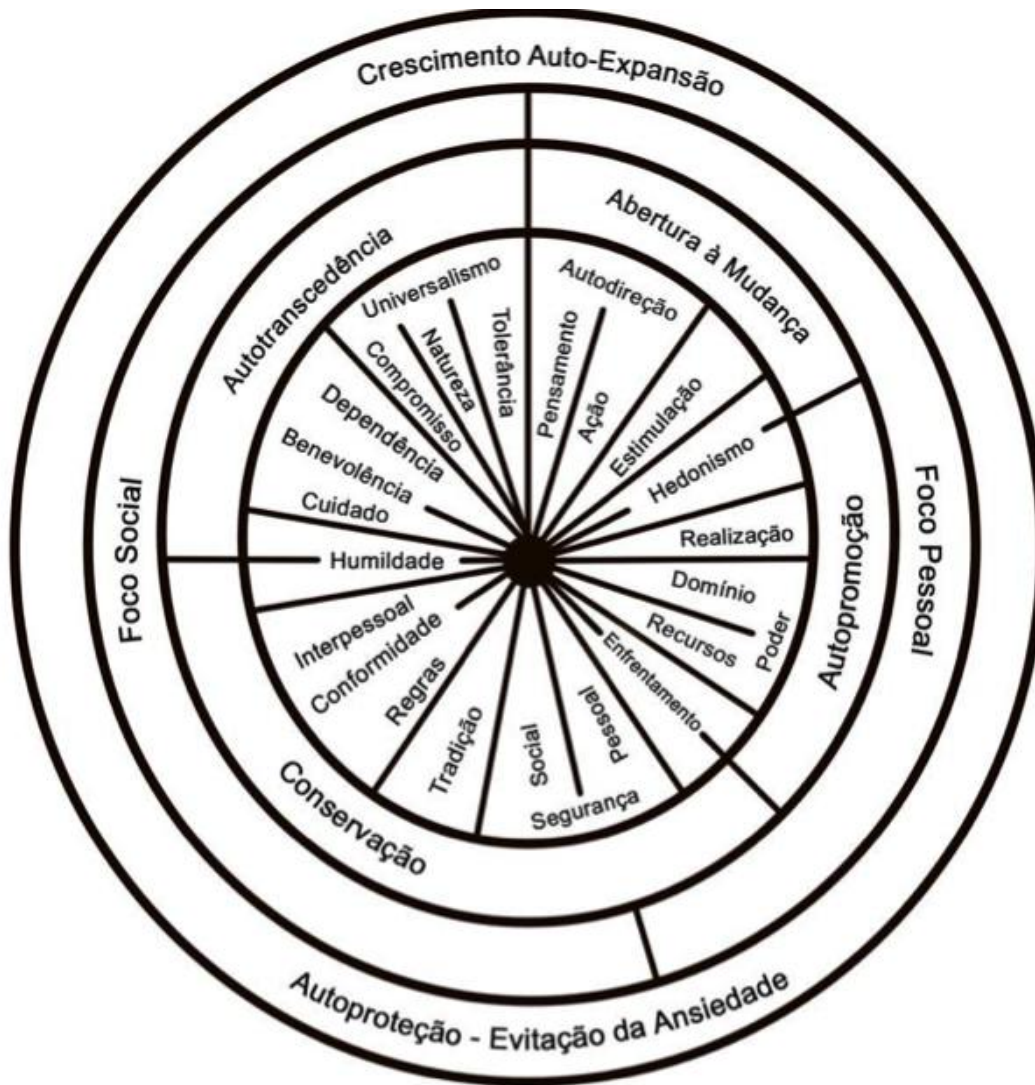 Crescimento Auto-Expansão
Foco Social
Foco Pessoal
Autoproteção - Evitação da Ansiedade
Autotranscedência
Abertura à Mudança
Autopromoção
Conservação
Universalismo
Tolerância
Natureza
Compromisso
Dependência
Benevolência
Cuidado
Humildade
Interpessoal
Conformidade
Regras
Tradição
Social
Pessoal
Segurança
Enfrentamento
Recursos
Domínio
Poder
Realização
Hedonismo
Estimulação
Ação
Pensamento
Autodireção